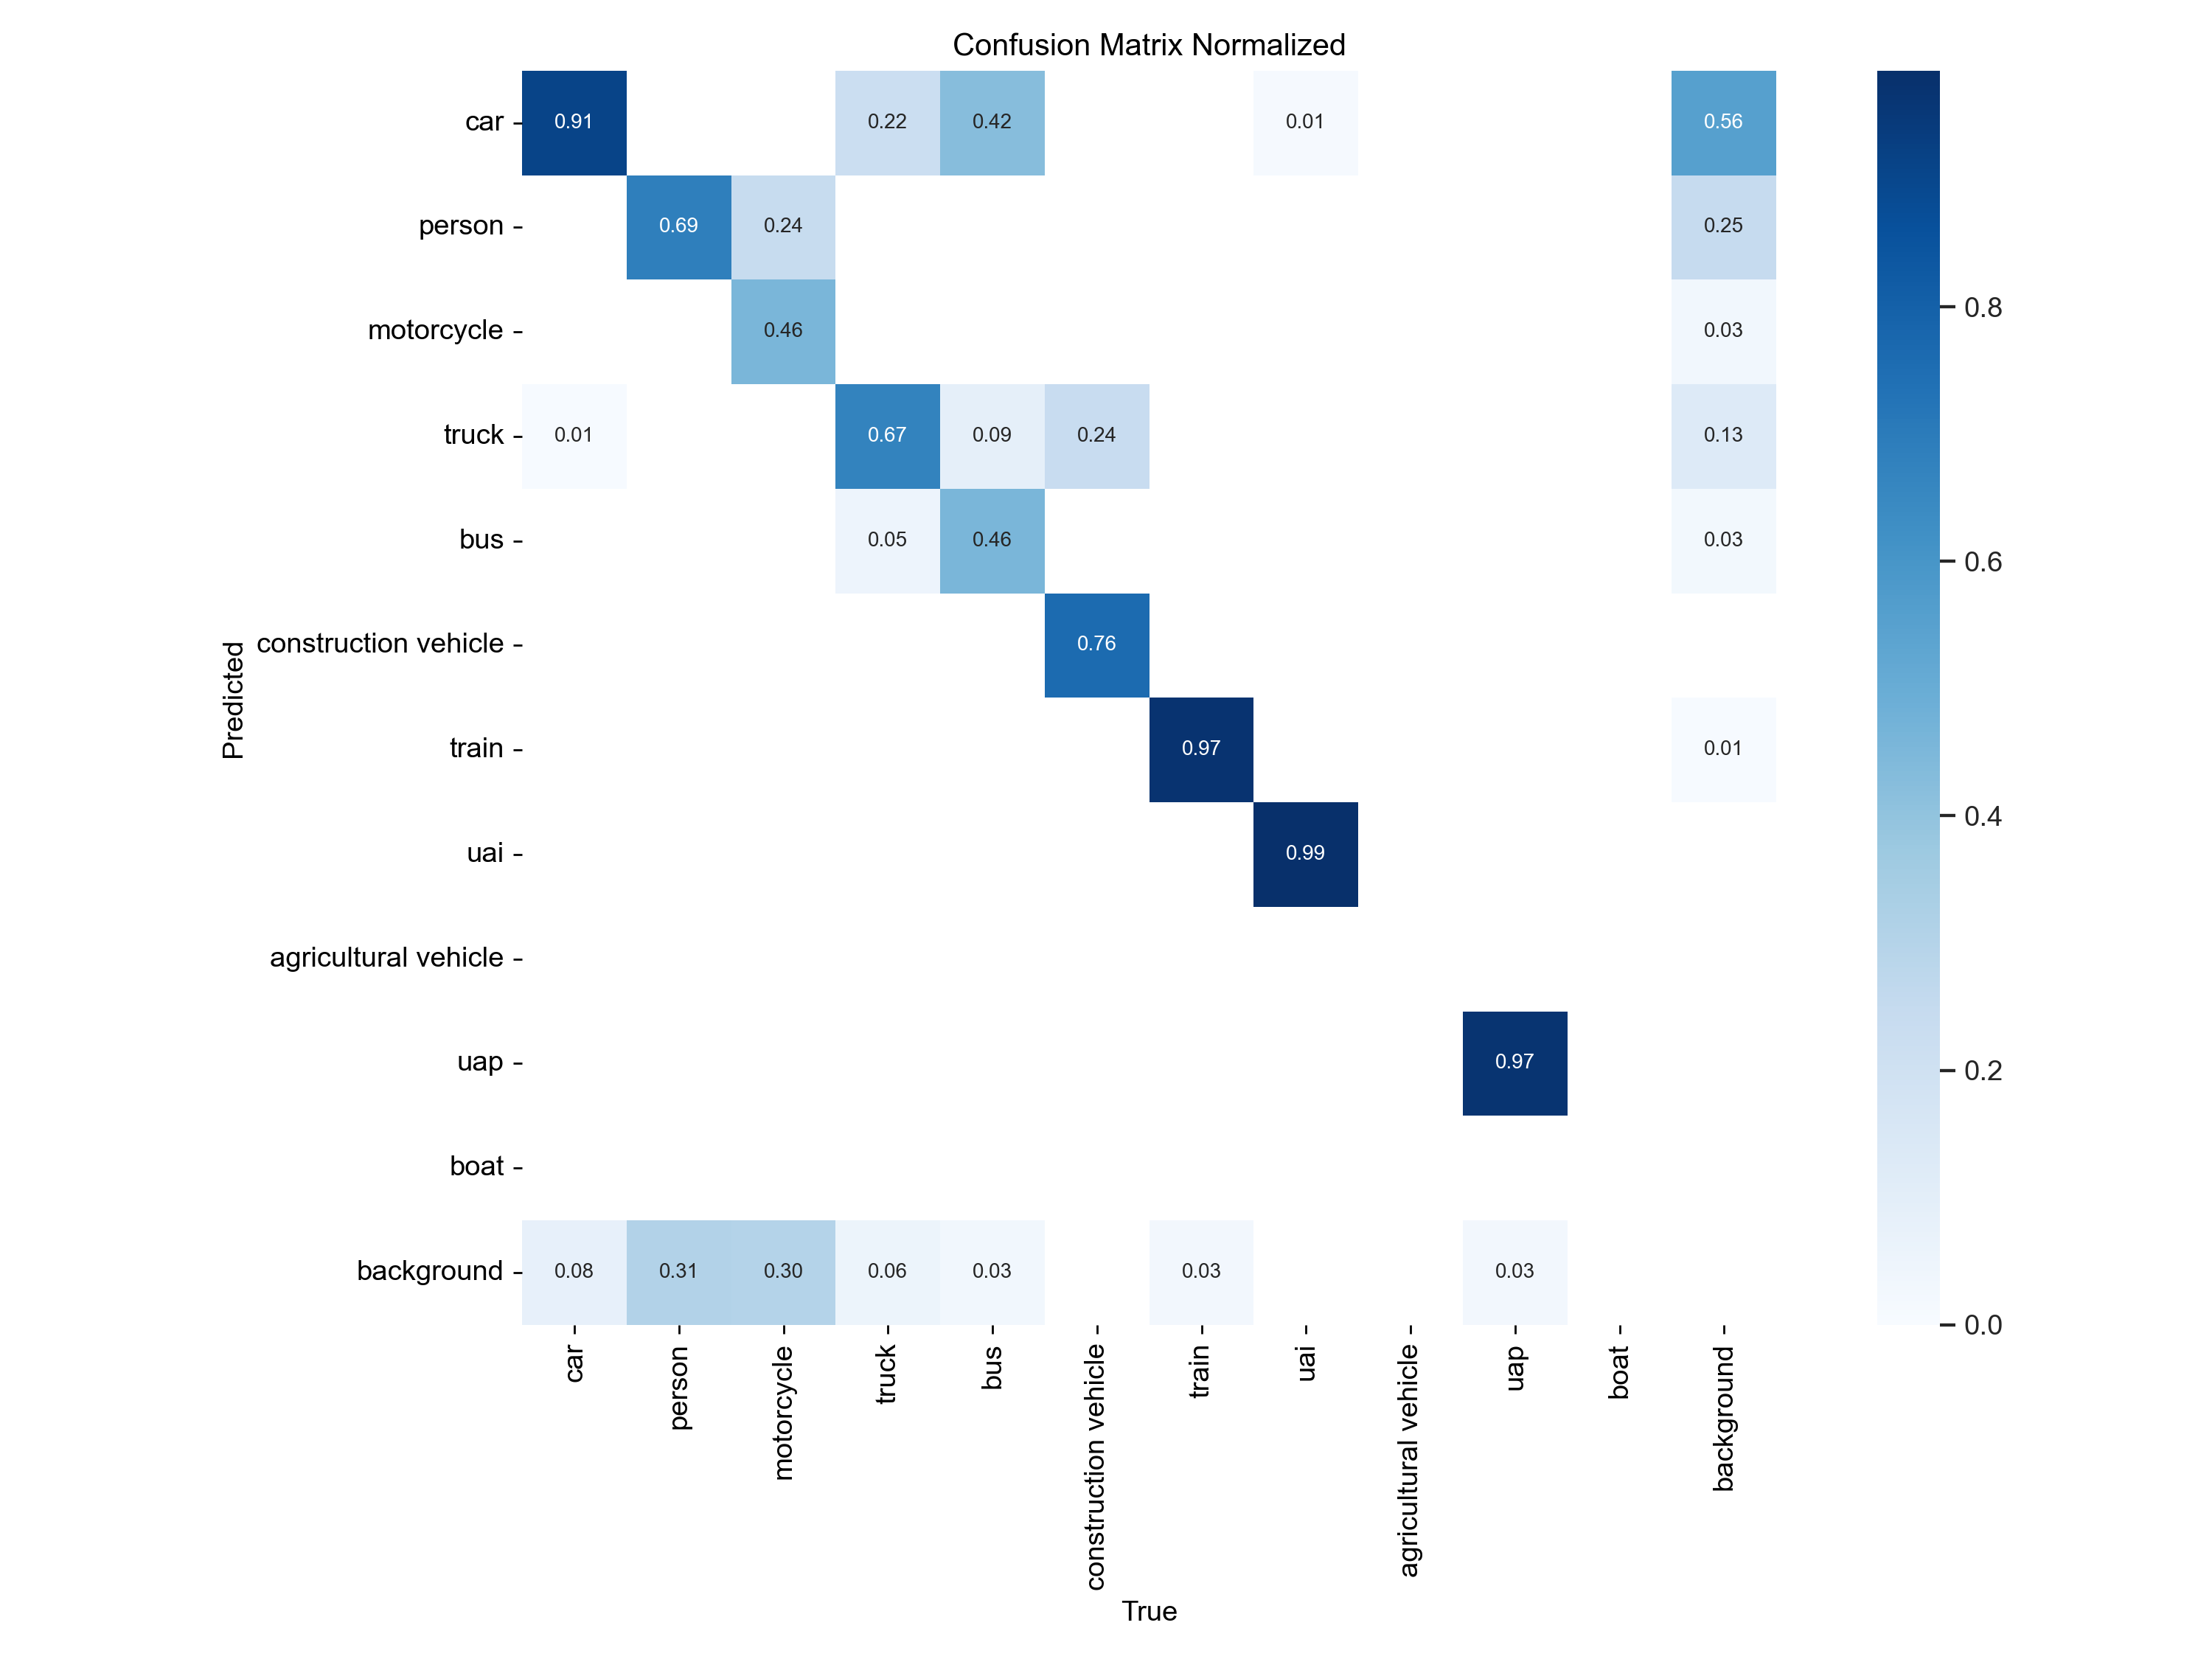 Confusion Matrix Normalized
car 0.91 0.22 0.42 0.01 0.56
person 0.69 0.24 0.25
motorcycle 0.46 0.03
truck 0.01 0.67 0.09 0.24 0.13
bus 0.05 0.46 0.03
construction vehicle 0.76
train 0.97 0.01
uai 0.99
agricultural vehicle
uap 0.97
boat
background 0.08 0.31 0.30 0.06 0.03 0.03 0.03
Predicted
car
person
motorcycle
truck
bus
construction vehicle
train
uai
agricultural vehicle
uap
boat
background
True
0.8
0.6
0.4
0.2
0.0